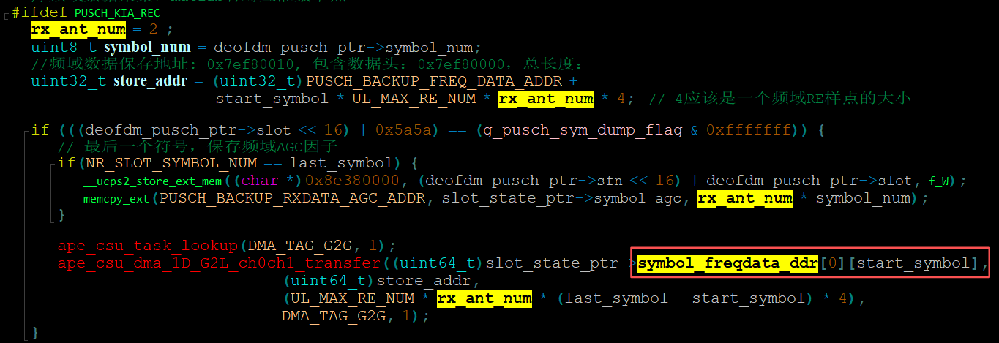 #ifdef PUSCH_KIA_REC
rx_ant_num = 2 ;
uint8_t symbol_num = deofdm_pusch_ptr->symbol_num;
//频域数据保存地址: 0x7ef80010, 包含数据头: 0x7ef80000, 总长度:
uint32_t store_addr = (uint32_t)PUSCH_BACKUP_FREQ_DATA_ADDR +
start_symbol * UL_MAX_RE_NUM * rx_ant_num * 4; // 4应该是一个频域RE样点的大小
if (((deofdm_pusch_ptr->slot << 16) | 0x5a5a) == (g_pusch_sym_dump_flag & 0xfffffff)) {
// 最后一个符号, 保存频域AGC因子
if(NR_SLOT_SYMBOL_NUM == last_symbol) {
__ucps2_store_ext_mem((char *)0x8e380000, (deofdm_pusch_ptr->sfn << 16) | deofdm_pusch_ptr->slot, f_W);
memcpy_ext(PUSCH_BACKUP_RXDATA_AGC_ADDR, slot_state_ptr->symbol_agc, rx_ant_num * symbol_num);
}
ape_csu_task_lookup(DMA_TAG_G2G, 1);
ape_csu_dma_1D_G2L_ch0ch1_transfer((uint64_t)slot_state_ptr->symbol_freqdata_ddr[0][start_symbol],
(uint64_t)store_addr,
(UL_MAX_RE_NUM * rx_ant_num * (last_symbol - start_symbol) * 4),
DMA_TAG_G2G, 1);
}